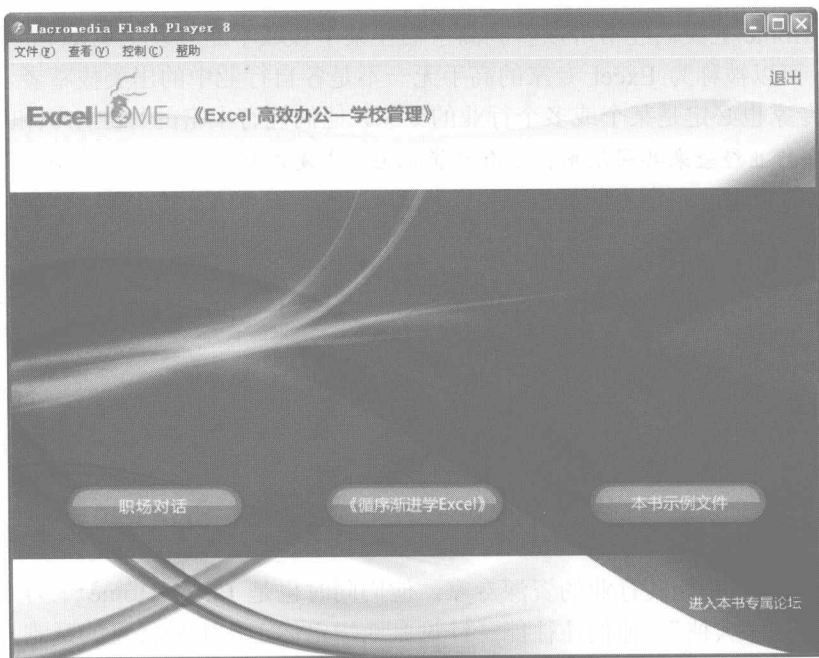 Macromedia Flash Player 8
文件(F) 查看(V) 控制(C) 帮助
退出
ExcelHOME 《Excel 高效办公—学校管理》
职场对话 《循序渐进学Excel》 本书示例文件
进入本书专属论坛